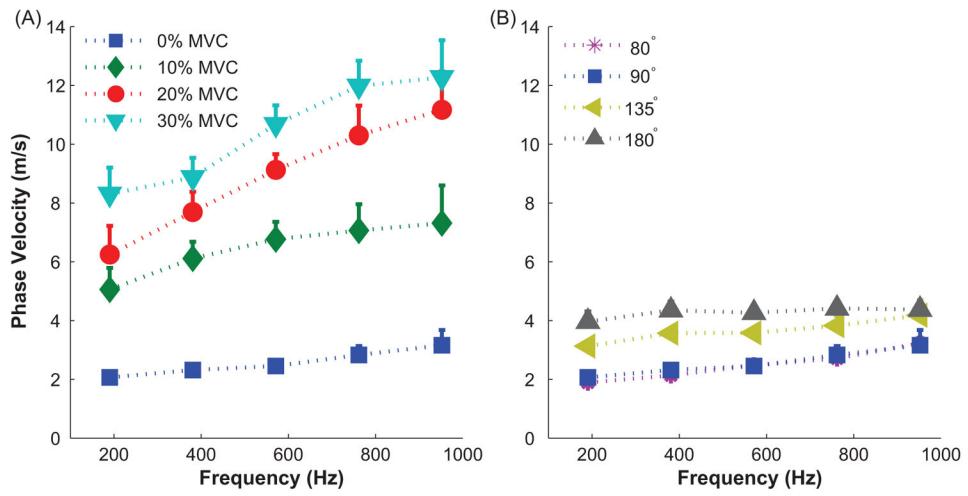 (A)
0% MVC
10% MVC
20% MVC
30% MVC
Phase Velocity (m/s)
14
12
10
8
6
4
2
0
200 400 600 800 1000
Frequency (Hz)
(B)
80°
90°
135°
180°
14
12
10
8
6
4
2
0
200 400 600 800 1000
Frequency (Hz)